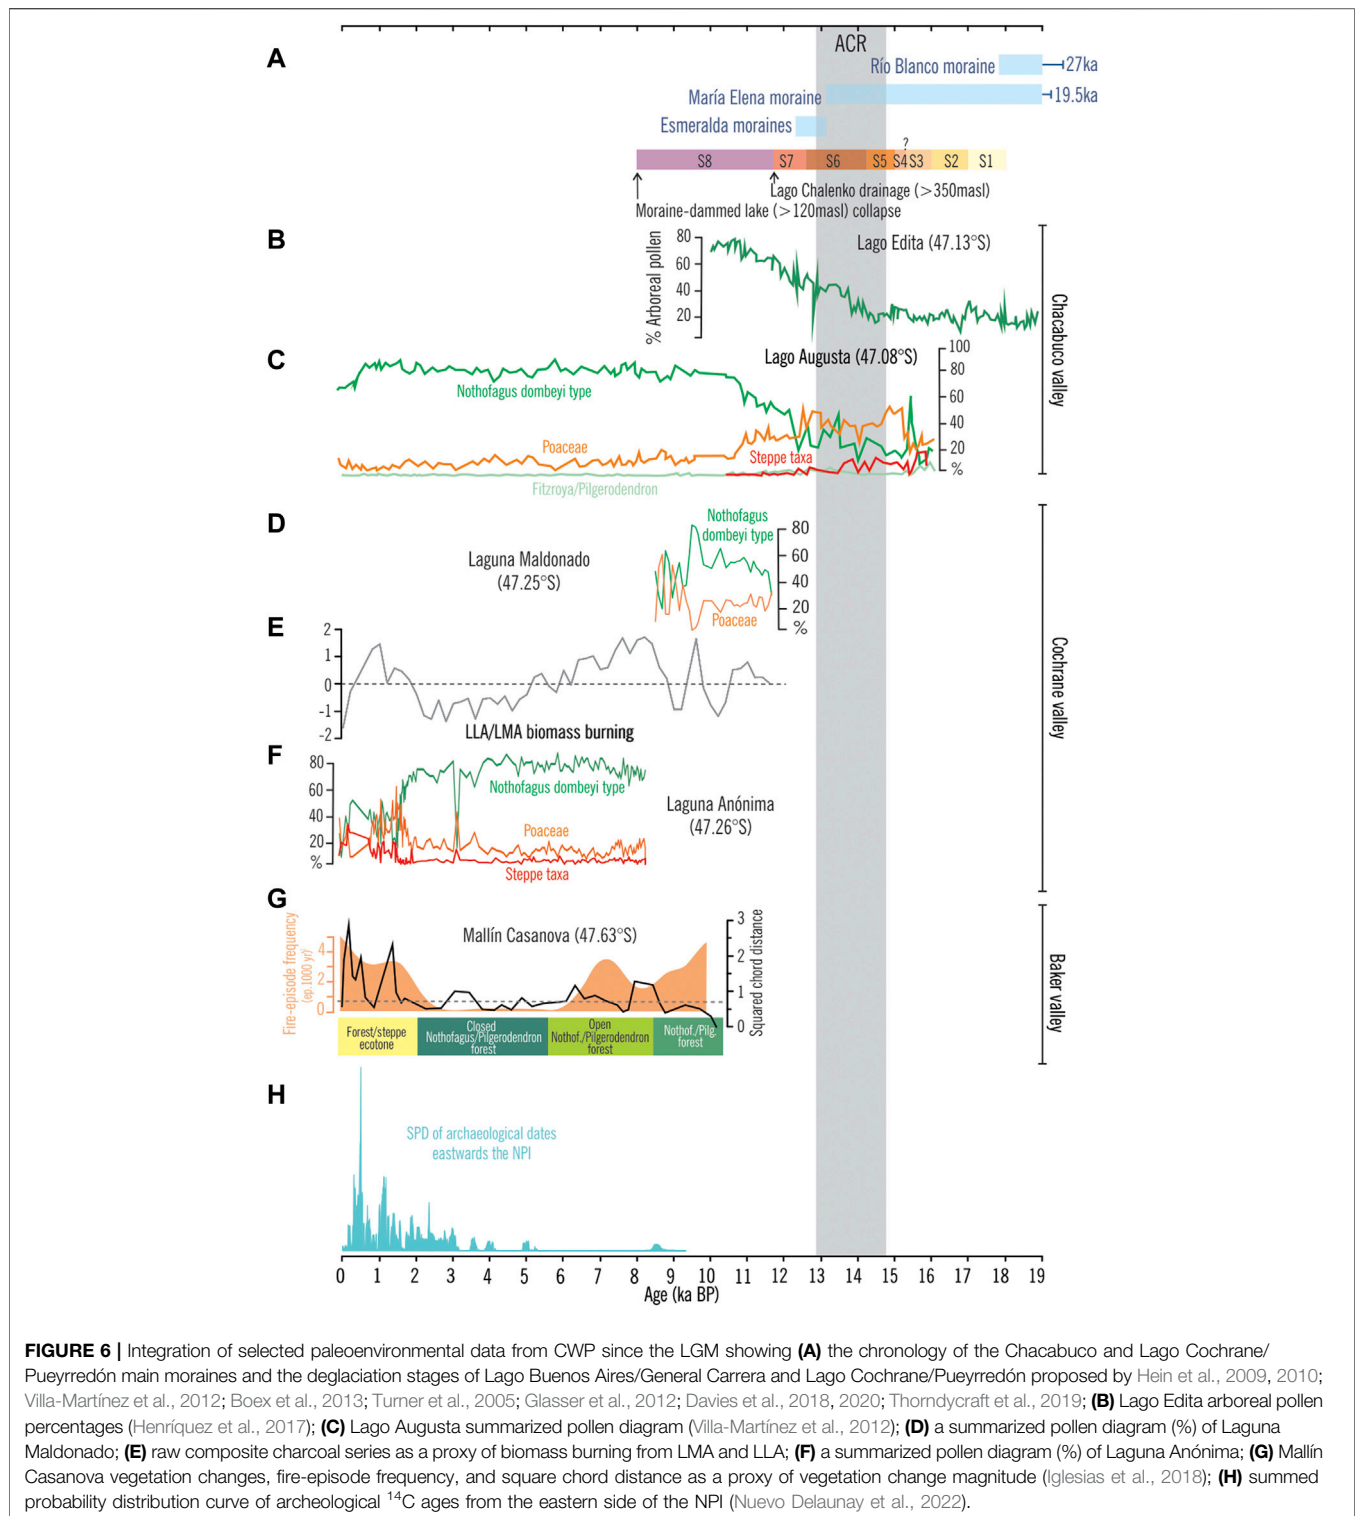 A
ACR
Río Blanco moraine
27ka
María Elena moraine
19.5ka
Esmeralda moraines
?
S8 S7 S6 S5 S4 S3 S2 S1
Lago Chalenko drainage (>350masl)
Moraine-dammed lake (>120masl) collapse
B
% Arboreal pollen
80
60
40
20
Lago Edita (47.13°S)
Chacabuco valley
C
Lago Augusta (47.08°S)
100
80
60
40
20
%
Nothofagus dombeyi type
Poaceae
Steppe taxa
Fitzroya/Pilgerodendron
D
Nothofagus
dombeyi type
Laguna Maldonado
(47.25°S)
80
60
40
20
%
Poaceae
Cochrane valley
E
2
1
0
-1
-2
LLA/LMA biomass burning
F
80
60
40
20
%
Nothofagus dombeyi type
Laguna Anónima
(47.26°S)
Poaceae
Steppe taxa
G
Fire-episode frequency
(ep.1000 yr)
4
2
0
Mallín Casanova (47.63°S)
3
2
1
0
Squared chord distance
Baker valley
Forest/steppe
ecotone
Closed
Nothofagus/Pilgerodendron
forest
Open
Nothof./Pilgerodendron
forest
Nothof./Pilg.
forest
H
SPD of archaeological dates
eastwards the NPI
0 1 2 3 4 5 6 7 8 9 10 11 12 13 14 15 16 17 18 19
Age (ka BP)
FIGURE 6 | Integration of selected paleoenvironmental data from CWP since the LGM showing (A) the chronology of the Chacabuco and Lago Cochrane/
Pueyrredón main moraines and the deglaciation stages of Lago Buenos Aires/General Carrera and Lago Cochrane/Pueyrredón proposed by Hein et al., 2009, 2010;
Villa-Martínez et al., 2012; Boex et al., 2013; Turner et al., 2005; Glasser et al., 2012; Davies et al., 2018, 2020; Thorndycraft et al., 2019; (B) Lago Edita arboreal pollen
percentages (Henríquez et al., 2017); (C) Lago Augusta summarized pollen diagram (Villa-Martínez et al., 2012); (D) a summarized pollen diagram (%) of Laguna
Maldonado; (E) raw composite charcoal series as a proxy of biomass burning from LMA and LLA; (F) a summarized pollen diagram (%) of Laguna Anónima; (G) Mallín
Casanova vegetation changes, fire-episode frequency, and square chord distance as a proxy of vegetation change magnitude (Iglesias et al., 2018); (H) summed
probability distribution curve of archeological ¹⁴C ages from the eastern side of the NPI (Nuevo Delaunay et al., 2022).